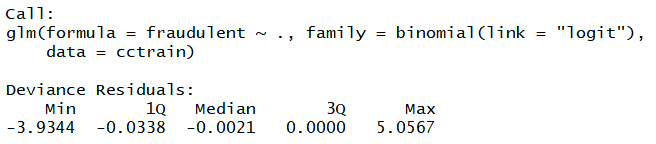 Call:
glm(formula = fraudulent ~ ., family = binomial(link = "logit"),
    data = cctrain)

Deviance Residuals:
    Min       1Q   Median       3Q      Max
-3.9344  -0.0338  -0.0021   0.0000   5.0567